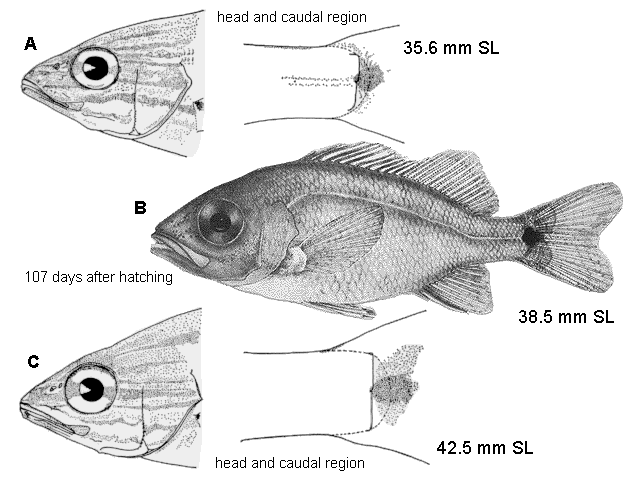 head and caudal region
A
35.6 mm SL
B
107 days after hatching
38.5 mm SL
C
42.5 mm SL
head and caudal region